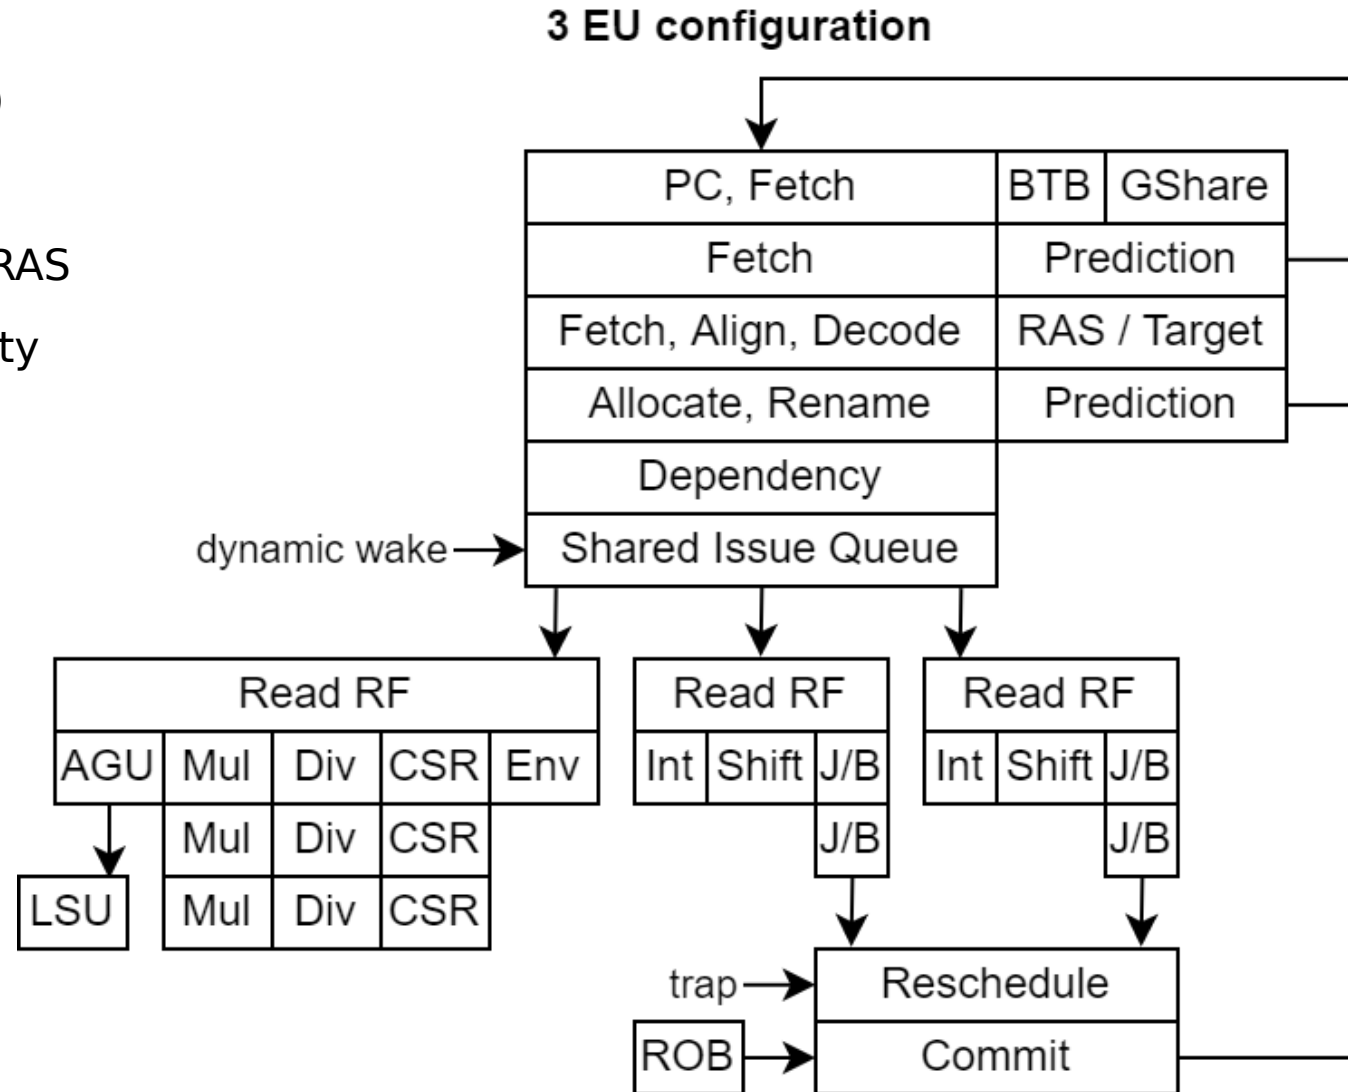 3 EU configuration
)
RAS
ty
PC, Fetch BTB GShare
Fetch Prediction
Fetch, Align, Decode RAS / Target
Allocate, Rename Prediction
Dependency
dynamic wake Shared Issue Queue
Read RF Read RF Read RF
AGU Mul Div CSR Env Int Shift J/B Int Shift J/B
Mul Div CSR J/B J/B
LSU Mul Div CSR
trap Reschedule
ROB Commit